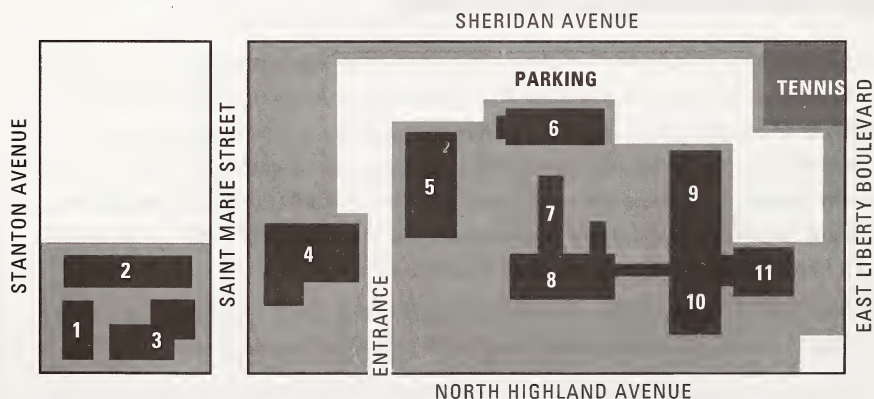 SHERIDAN AVENUE
STANTON AVENUE
SAINT MARIE STREET
PARKING
TENNIS
EAST LIBERTY BOULEVARD
6
5
9
7
4
2
8
11
10
1
3
ENTRANCE
NORTH HIGHLAND AVENUE